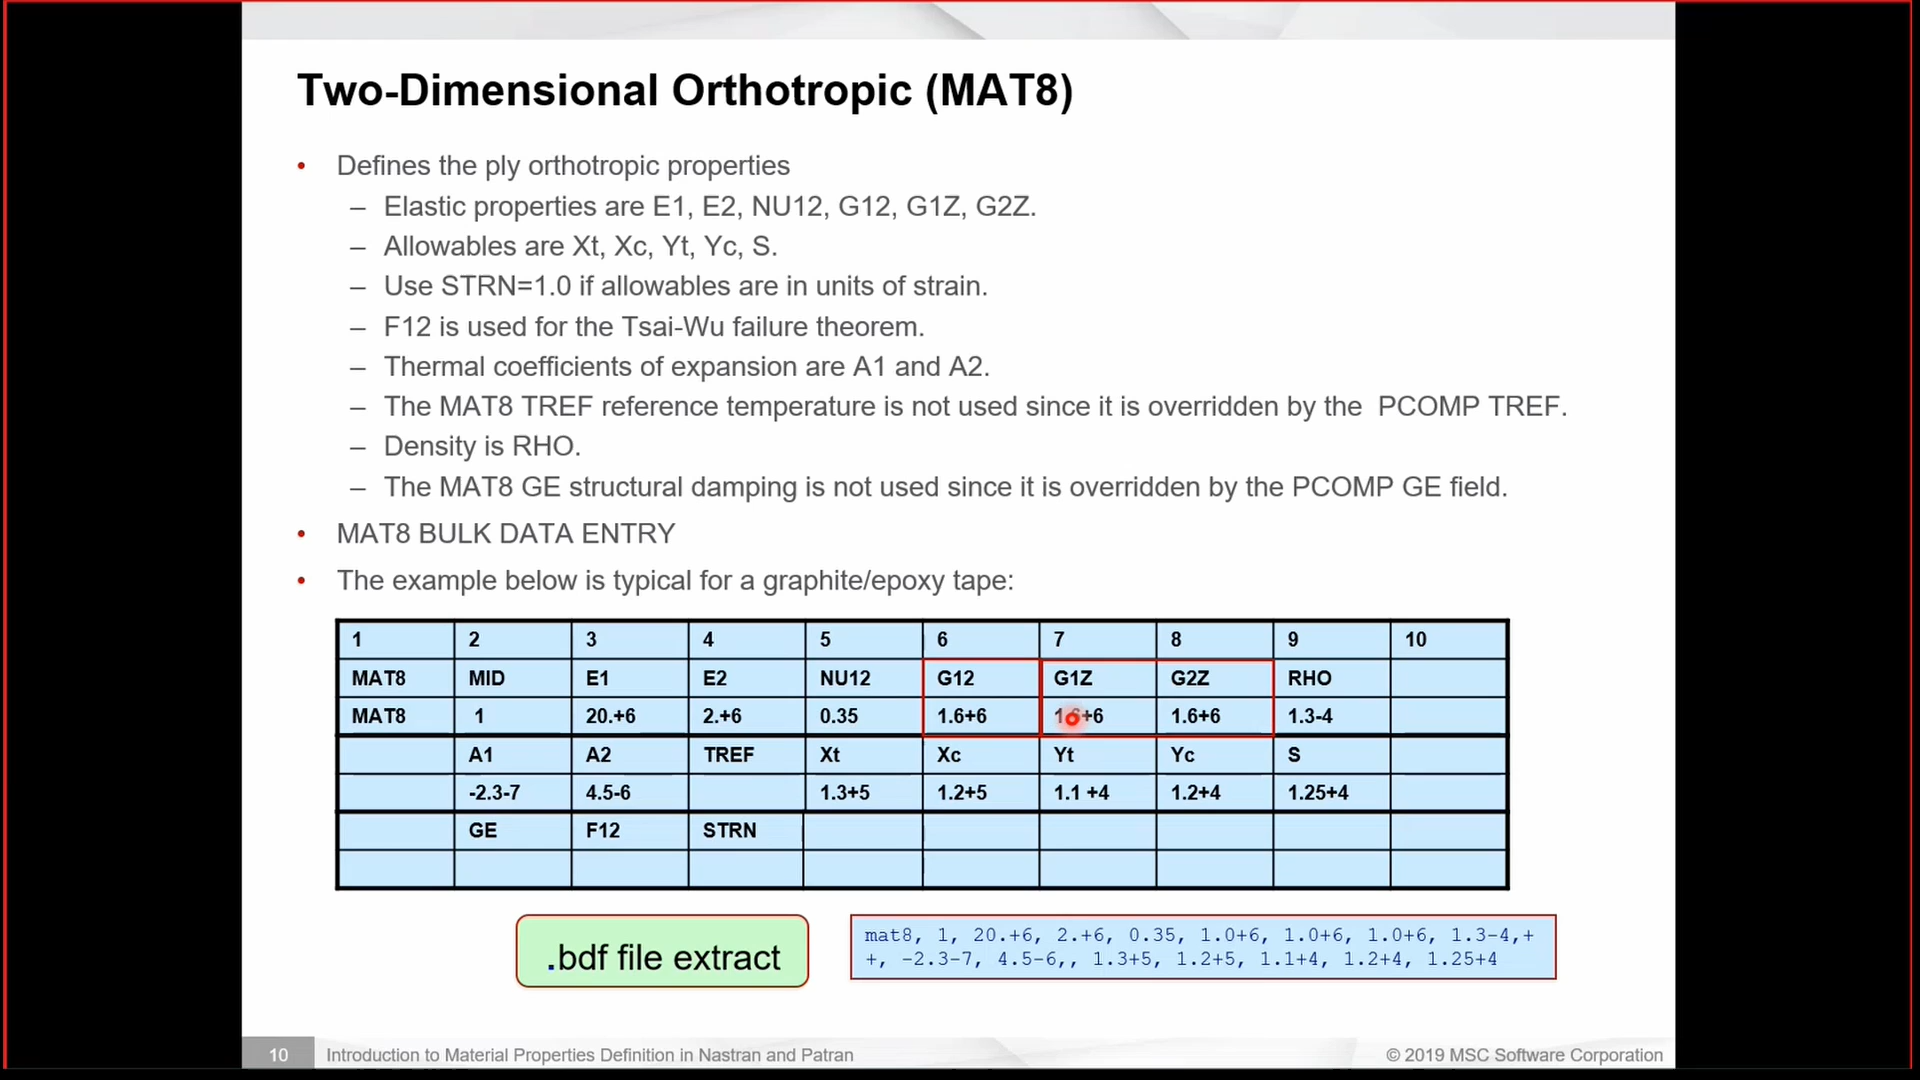 Two-Dimensional Orthotropic (MAT8)
• Defines the ply orthotropic properties
– Elastic properties are E1, E2, NU12, G12, G1Z, G2Z.
– Allowables are Xt, Xc, Yt, Yc, S.
– Use STRN=1.0 if allowables are in units of strain.
– F12 is used for the Tsai-Wu failure theorem.
– Thermal coefficients of expansion are A1 and A2.
– The MAT8 TREF reference temperature is not used since it is overridden by the PCOMP TREF.
– Density is RHO.
– The MAT8 GE structural damping is not used since it is overridden by the PCOMP GE field.
• MAT8 BULK DATA ENTRY
• The example below is typical for a graphite/epoxy tape:
1 2 3 4 5 6 7 8 9 10
MAT8 MID E1 E2 NU12 G12 G1Z G2Z RHO
MAT8 1 20.+6 2.+6 0.35 1.6+6 1.6+6 1.6+6 1.3-4
A1 A2 TREF Xt Xc Yt Yc S
-2.3-7 4.5-6 1.3+5 1.2+5 1.1 +4 1.2+4 1.25+4
GE F12 STRN
.bdf file extract
mat8, 1, 20.+6, 2.+6, 0.35, 1.0+6, 1.0+6, 1.0+6, 1.3-4,+
+, -2.3-7, 4.5-6,, 1.3+5, 1.2+5, 1.1+4, 1.2+4, 1.25+4
10 Introduction to Material Properties Definition in Nastran and Patran © 2019 MSC Software Corporation